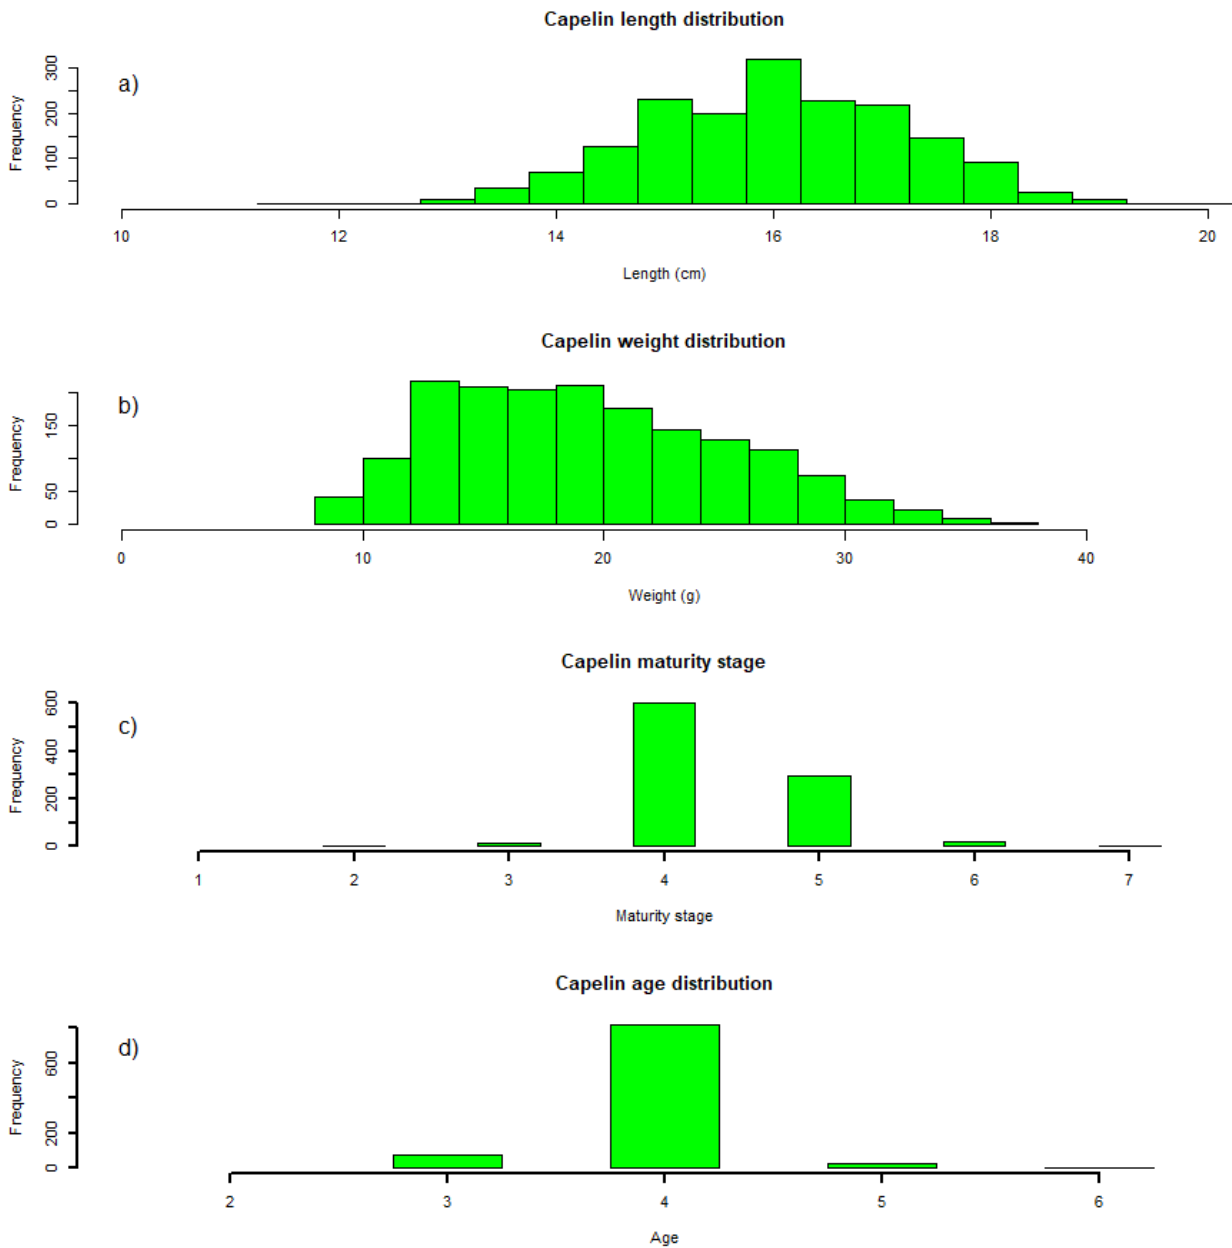 Capelin length distribution
a)
Frequency
0 100 200 300
10 12 14 16 18 20
Length (cm)
Capelin weight distribution
b)
Frequency
0 50 150
0 10 20 30 40
Weight (g)
Capelin maturity stage
c)
Frequency
0 200 400 600
1 2 3 4 5 6 7
Maturity stage
Capelin age distribution
d)
Frequency
0 200 600
2 3 4 5 6
Age